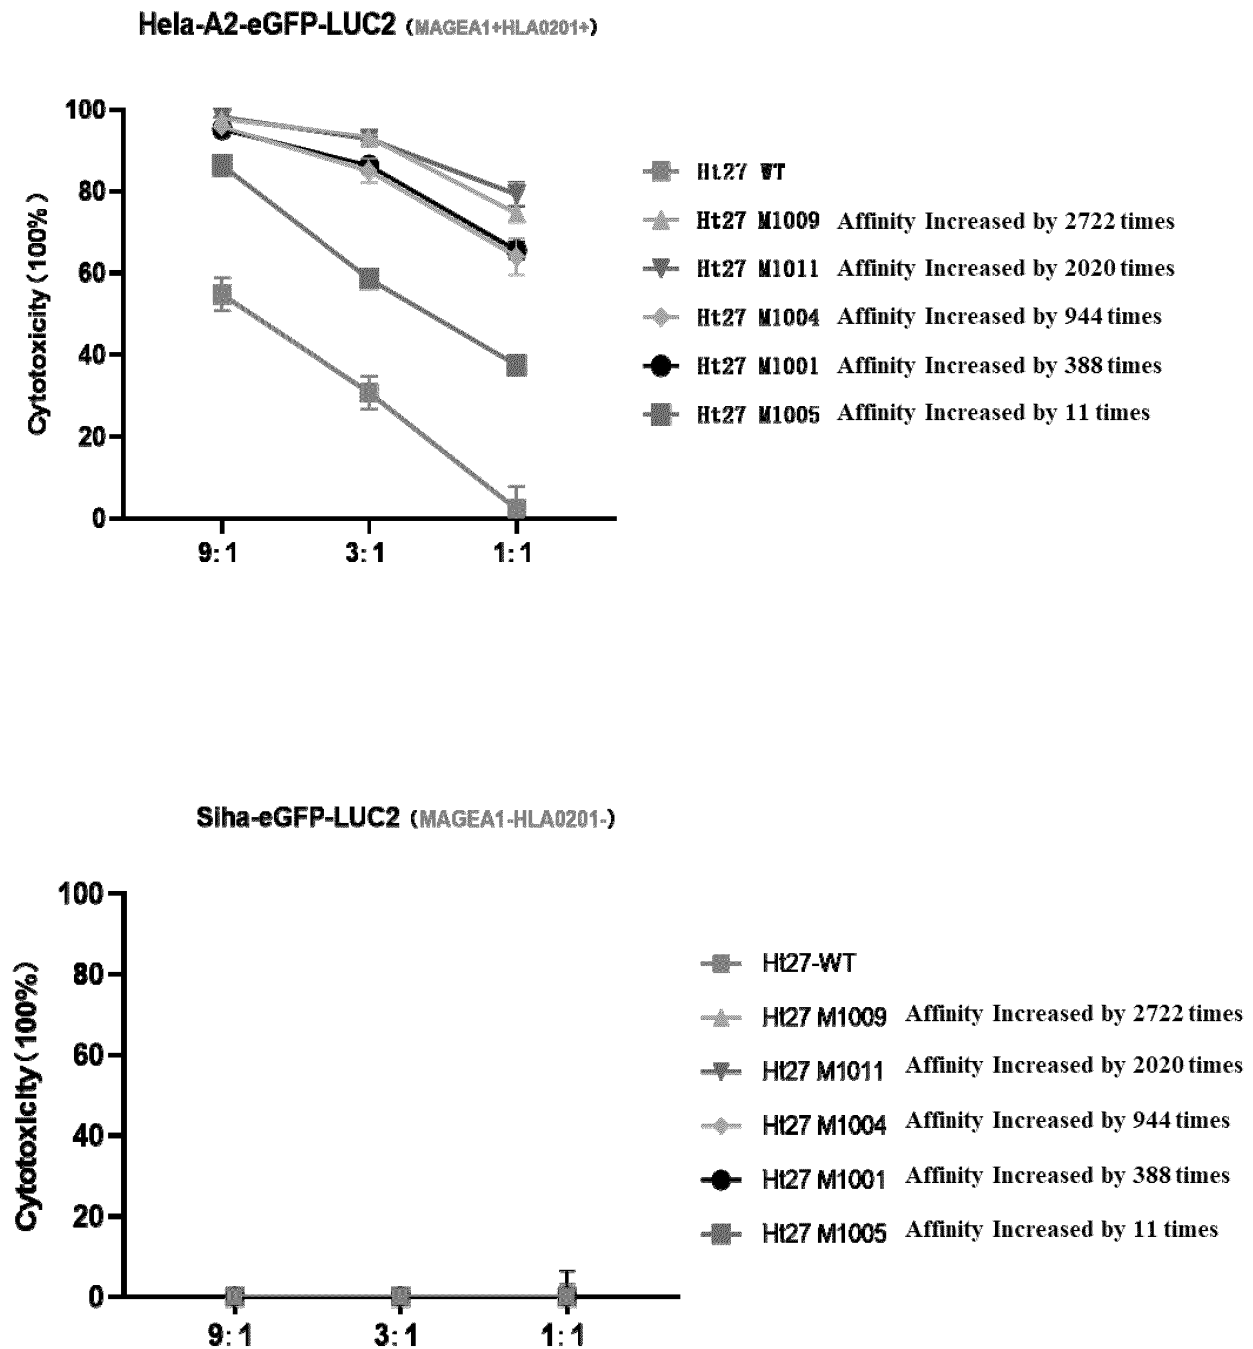 Hela-A2-eGFP-LUC2 (MAGEA1+HLA0201+)
Cytotoxicity (100%)
100
80
60
40
20
0
9:1
3:1
1:1
Ht27 WT
Ht27 M1009 Affinity Increased by 2722 times
Ht27 M1011 Affinity Increased by 2020 times
Ht27 M1004 Affinity Increased by 944 times
Ht27 M1001 Affinity Increased by 388 times
Ht27 M1005 Affinity Increased by 11 times
Siha-eGFP-LUC2 (MAGEA1-HLA0201-)
Cytotoxicity (100%)
100
80
60
40
20
0
9:1
3:1
1:1
Ht27-WT
Ht27 M1009 Affinity Increased by 2722 times
Ht27 M1011 Affinity Increased by 2020 times
Ht27 M1004 Affinity Increased by 944 times
Ht27 M1001 Affinity Increased by 388 times
Ht27 M1005 Affinity Increased by 11 times